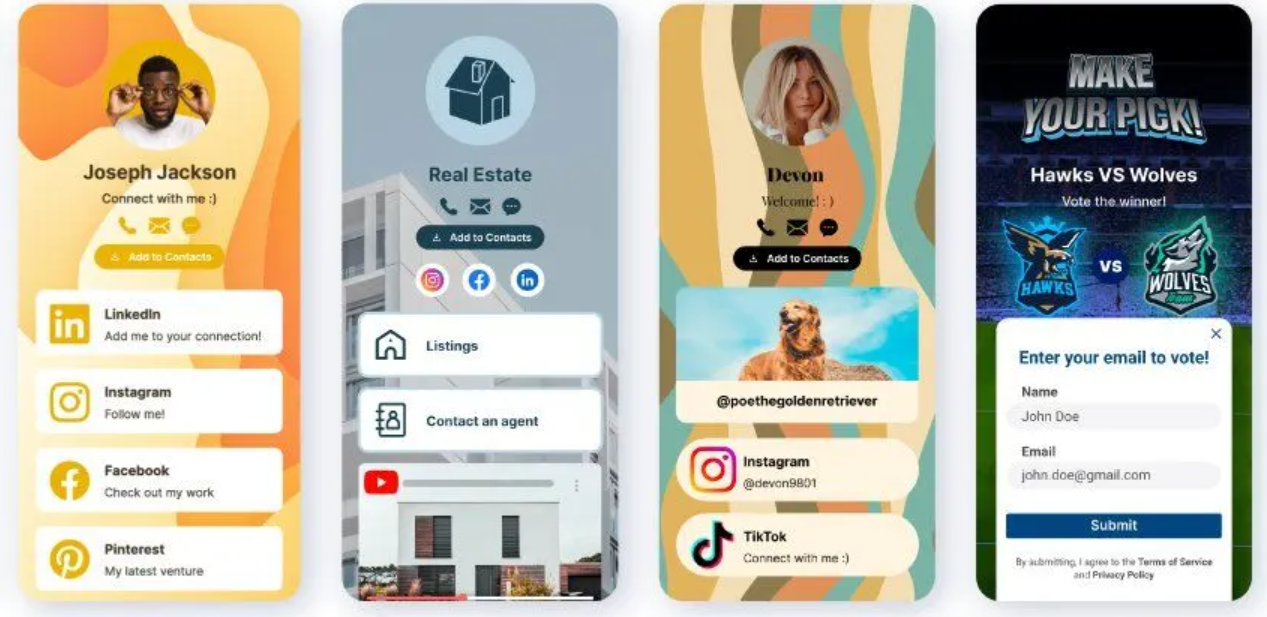 Joseph Jackson
Connect with me :)
Add to Contacts
LinkedIn
Add me to your connection!
Instagram
Follow me!
Facebook
Check out my work
Pinterest
My latest venture
Real Estate
Add to Contacts
Listings
Contact an agent
Devon
Welcome! : )
Add to Contacts
@poethegoldenretriever
Instagram
@devon9801
TikTok
Connect with me :)
MAKE
YOUR PICK!
Hawks VS Wolves
Vote the winner!
HAWKS
VS
WOLVES
Team
Enter your email to vote!
Name
John Doe
Email
john.doe@gmail.com
Submit
By submitting, I agree to the Terms of Service
and Privacy Policy